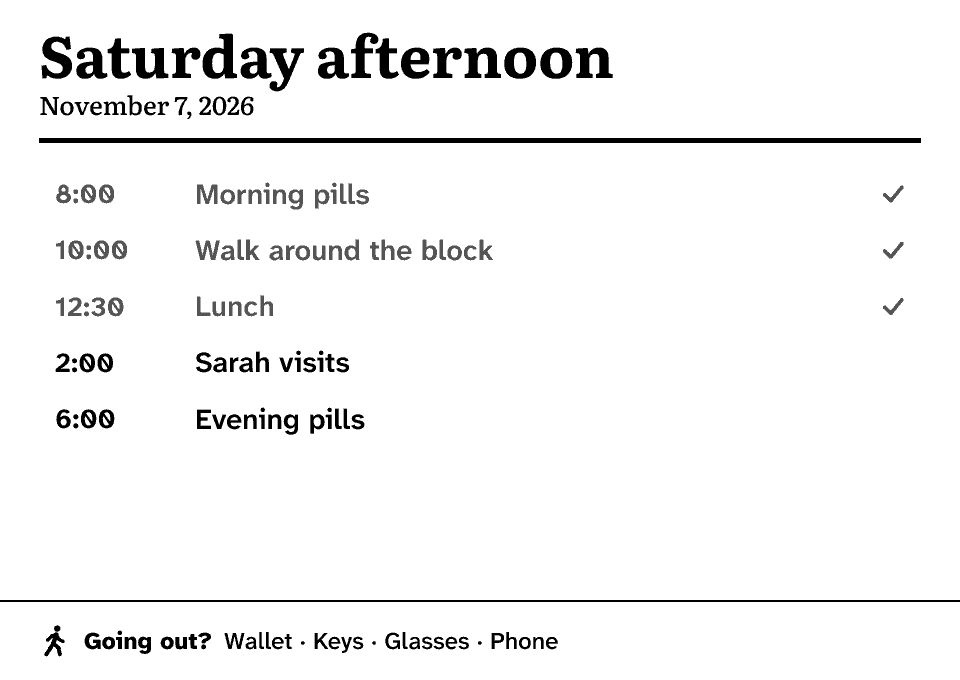 Saturday afternoon
November 7, 2026
8:00 Morning pills ✓
10:00 Walk around the block ✓
12:30 Lunch ✓
2:00 Sarah visits
6:00 Evening pills
Going out? Wallet · Keys · Glasses · Phone